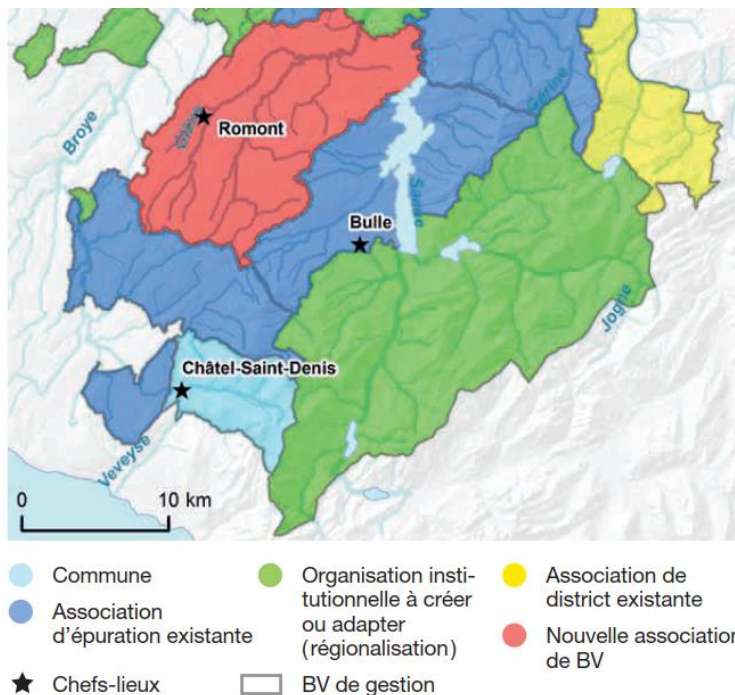 Broye
Glâne
Romont
Gérine
Sarine
Bulle
Jogne
Châtel-Saint-Denis
Veveyse
0 10 km
Commune
Association
d'épuration existante
Chefs-lieux
Organisation insti-
tutionnelle à créer
ou adapter
(régionalisation)
BV de gestion
Association de
district existante
Nouvelle association
de BV